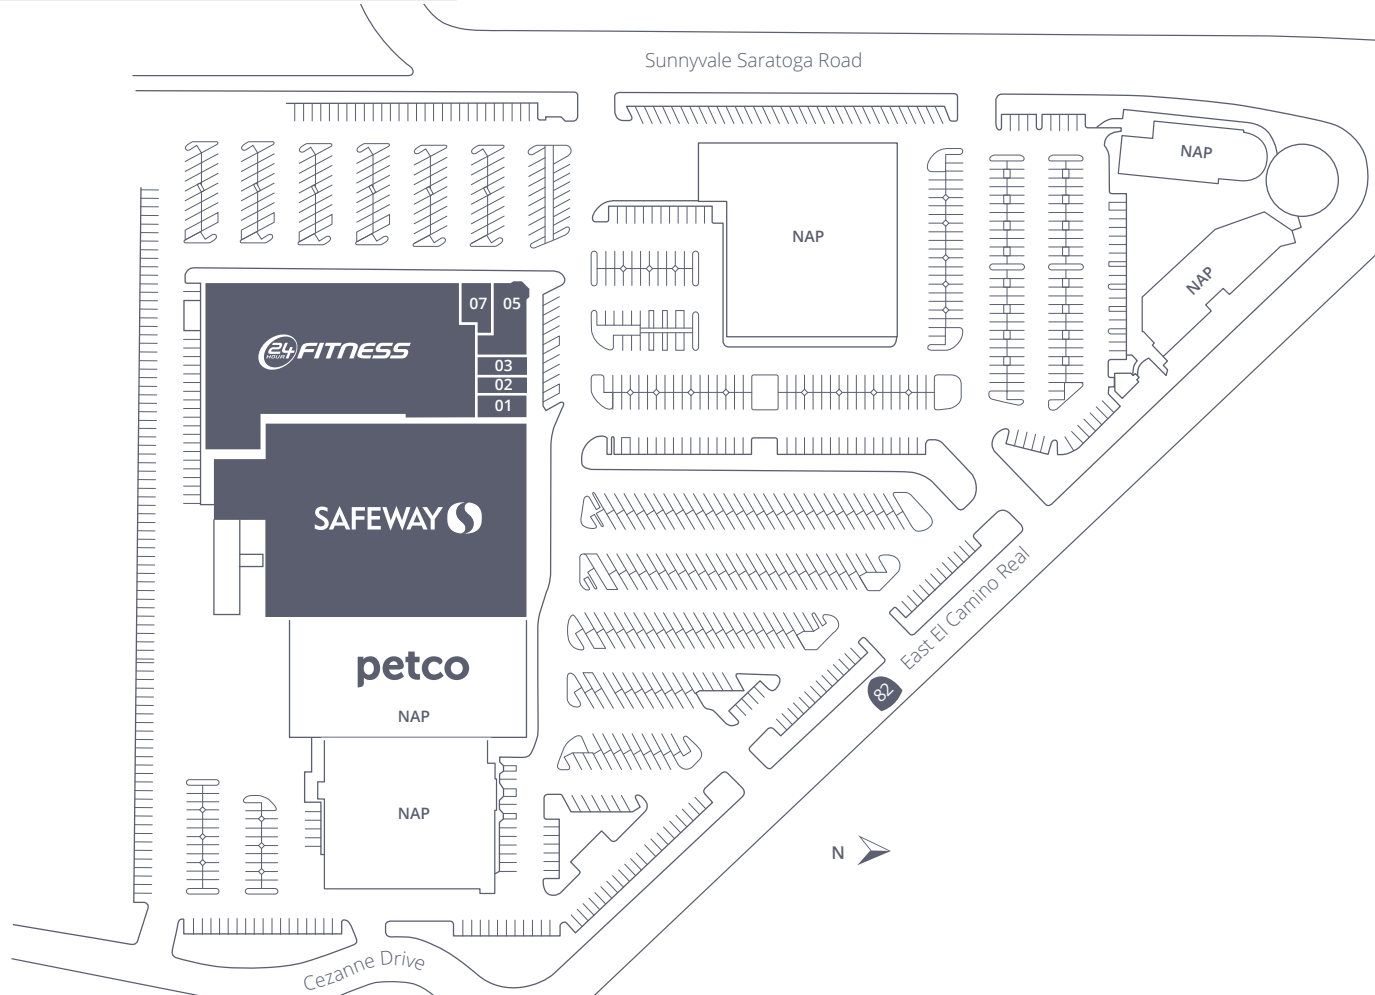 Sunnyvale Saratoga Road
NAP
NAP
NAP
07 05
24 HOUR FITNESS
03
02
01
SAFEWAY
East El Camino Real
82
petco
NAP
NAP
N
Cezanne Drive